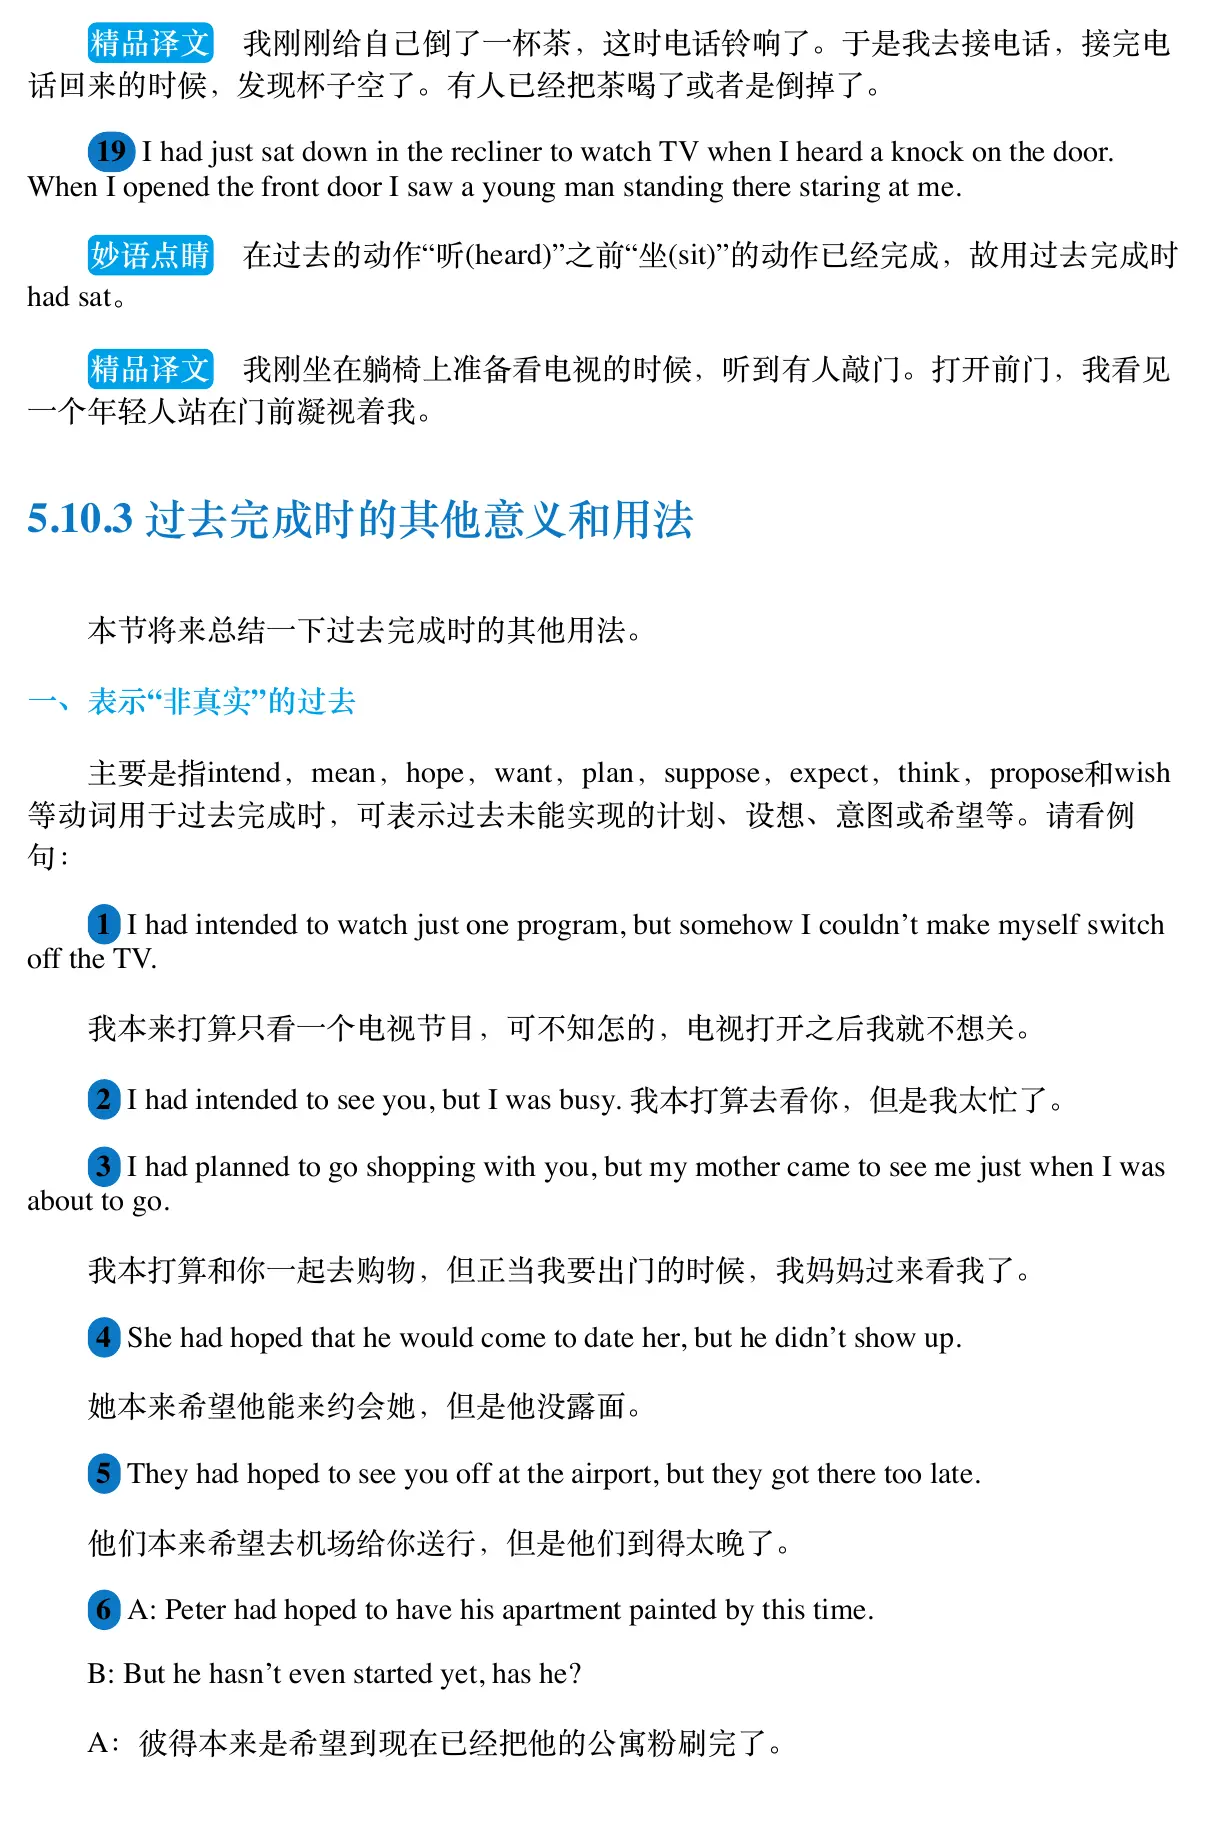 精品译文 我刚刚给自己倒了一杯茶，这时电话铃响了。于是我去接电话，接完电
话回来的时候，发现杯子空了。有人已经把茶喝了或者是倒掉了。
19 I had just sat down in the recliner to watch TV when I heard a knock on the door.
When I opened the front door I saw a young man standing there staring at me.
妙语点睛 在过去的动作“听(heard)”之前“坐(sit)”的动作已经完成，故用过去完成时
had sat。
精品译文 我刚坐在躺椅上准备看电视的时候，听到有人敲门。打开前门，我看见
一个年轻人站在门前凝视着我。
5.10.3 过去完成时的其他意义和用法
本节将来总结一下过去完成时的其他用法。
一、表示“非真实”的过去
主要是指intend，mean，hope，want，plan，suppose，expect，think，propose和wish
等动词用于过去完成时，可表示过去未能实现的计划、设想、意图或希望等。请看例
句：
1 I had intended to watch just one program, but somehow I couldn’t make myself switch
off the TV.
我本来打算只看一个电视节目，可不知怎的，电视打开之后我就不想关。
2 I had intended to see you, but I was busy. 我本打算去看你，但是我太忙了。
3 I had planned to go shopping with you, but my mother came to see me just when I was
about to go.
我本打算和你一起去购物，但正当我要出门的时候，我妈妈过来看我了。
4 She had hoped that he would come to date her, but he didn’t show up.
她本来希望他能来约会她，但是他没露面。
5 They had hoped to see you off at the airport, but they got there too late.
他们本来希望去机场给你送行，但是他们到得太晚了。
6 A: Peter had hoped to have his apartment painted by this time.
B: But he hasn’t even started yet, has he?
A：彼得本来是希望到现在已经把他的公寓粉刷完了。